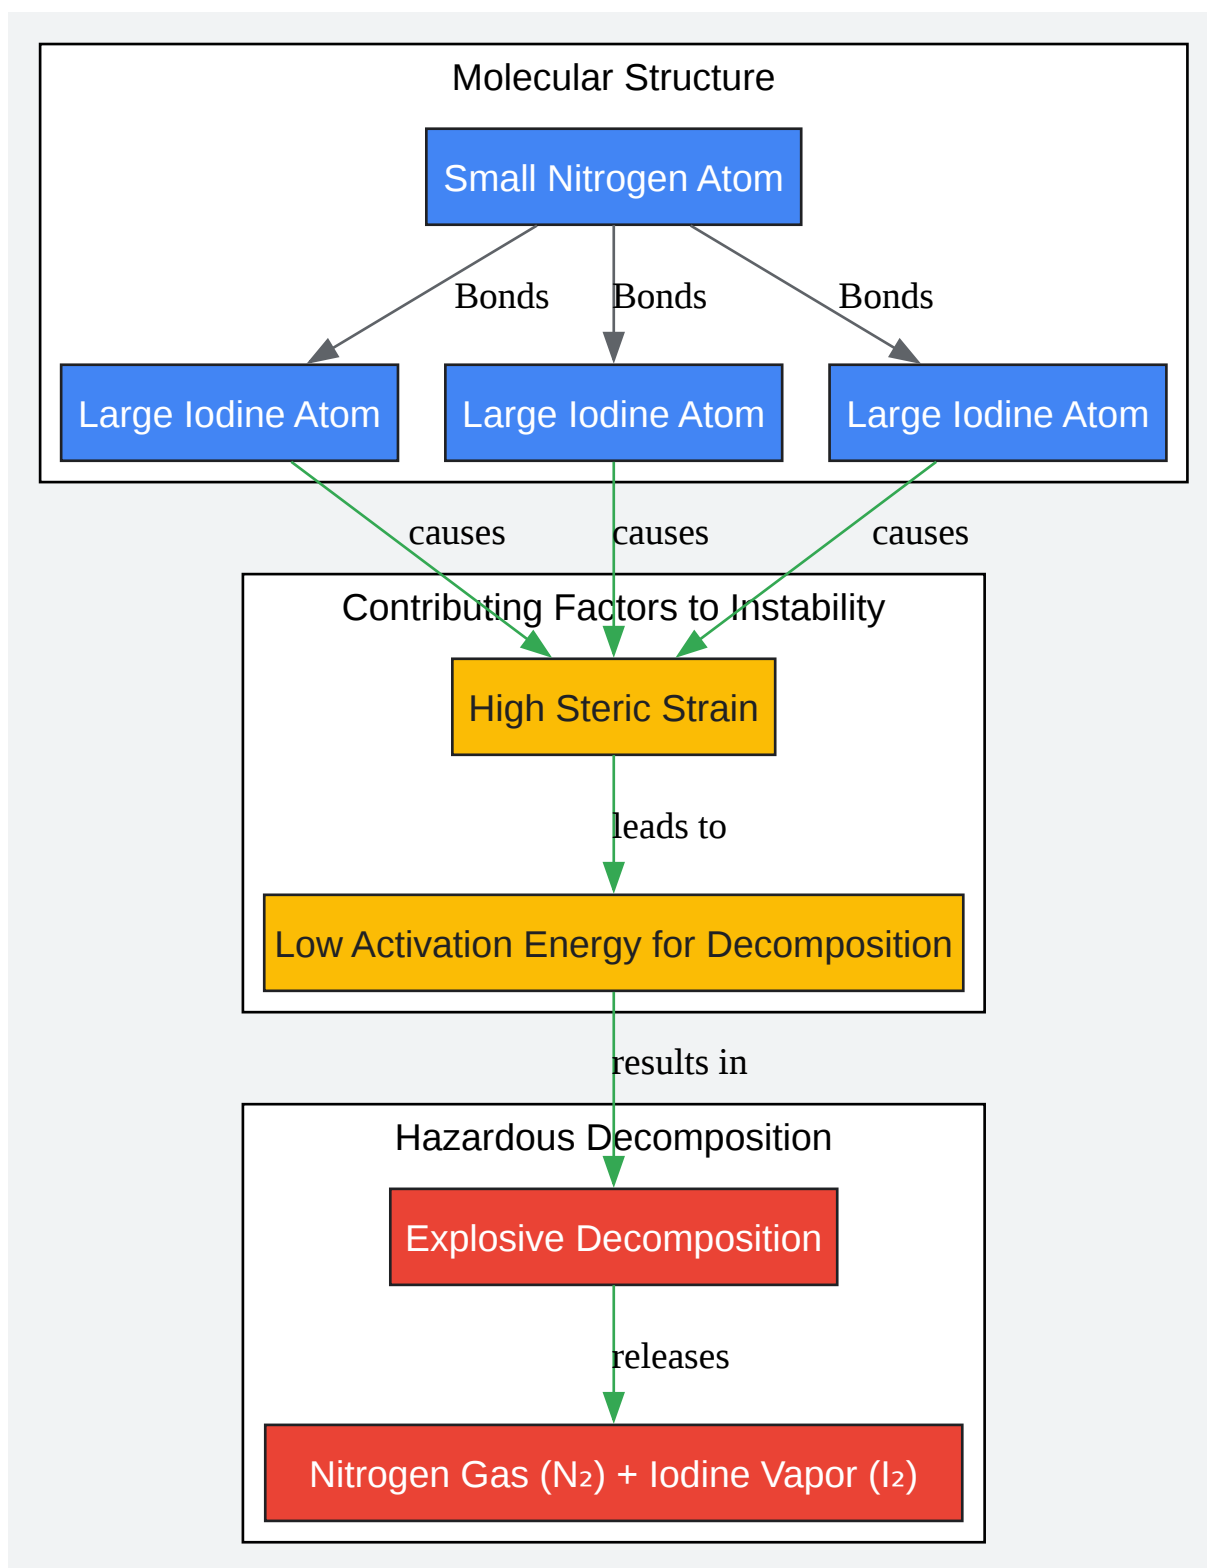 Molecular Structure
Small Nitrogen Atom
Bonds
Bonds
Bonds
Large Iodine Atom
Large Iodine Atom
Large Iodine Atom
causes
causes
causes
Contributing Factors to Instability
High Steric Strain
leads to
Low Activation Energy for Decomposition
results in
Hazardous Decomposition
Explosive Decomposition
releases
Nitrogen Gas (N₂) + Iodine Vapor (I₂)